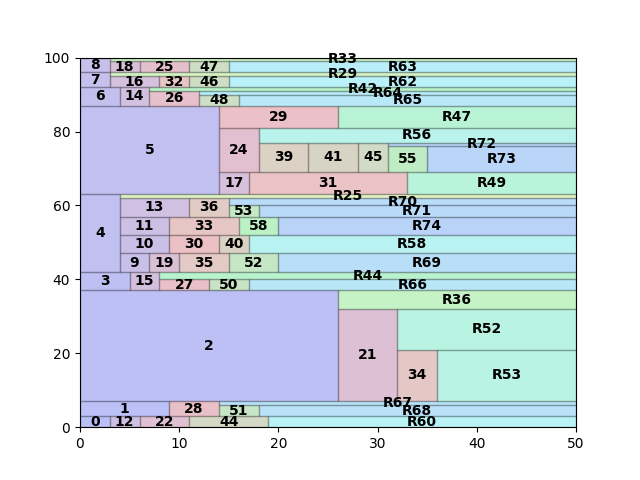 100
R33
8 18 25 47 R63
R29
7 16 32 46 R62
R42
R64
6 14 26 48 R65
29 R47
80
R56
R72
5 24 39 41 45 55 R73
17 31 R49
R25
60
R70
13 36 53 R71
11 33 58 R74
4 10 30 40 R58
9 19 35 52 R69
40
R44
3 15 27 50 R66
R36
R52
2 21
20
34 R53
R67
1 28 51 R68
0 0 12 22 44 R60
0 10 20 30 40 50